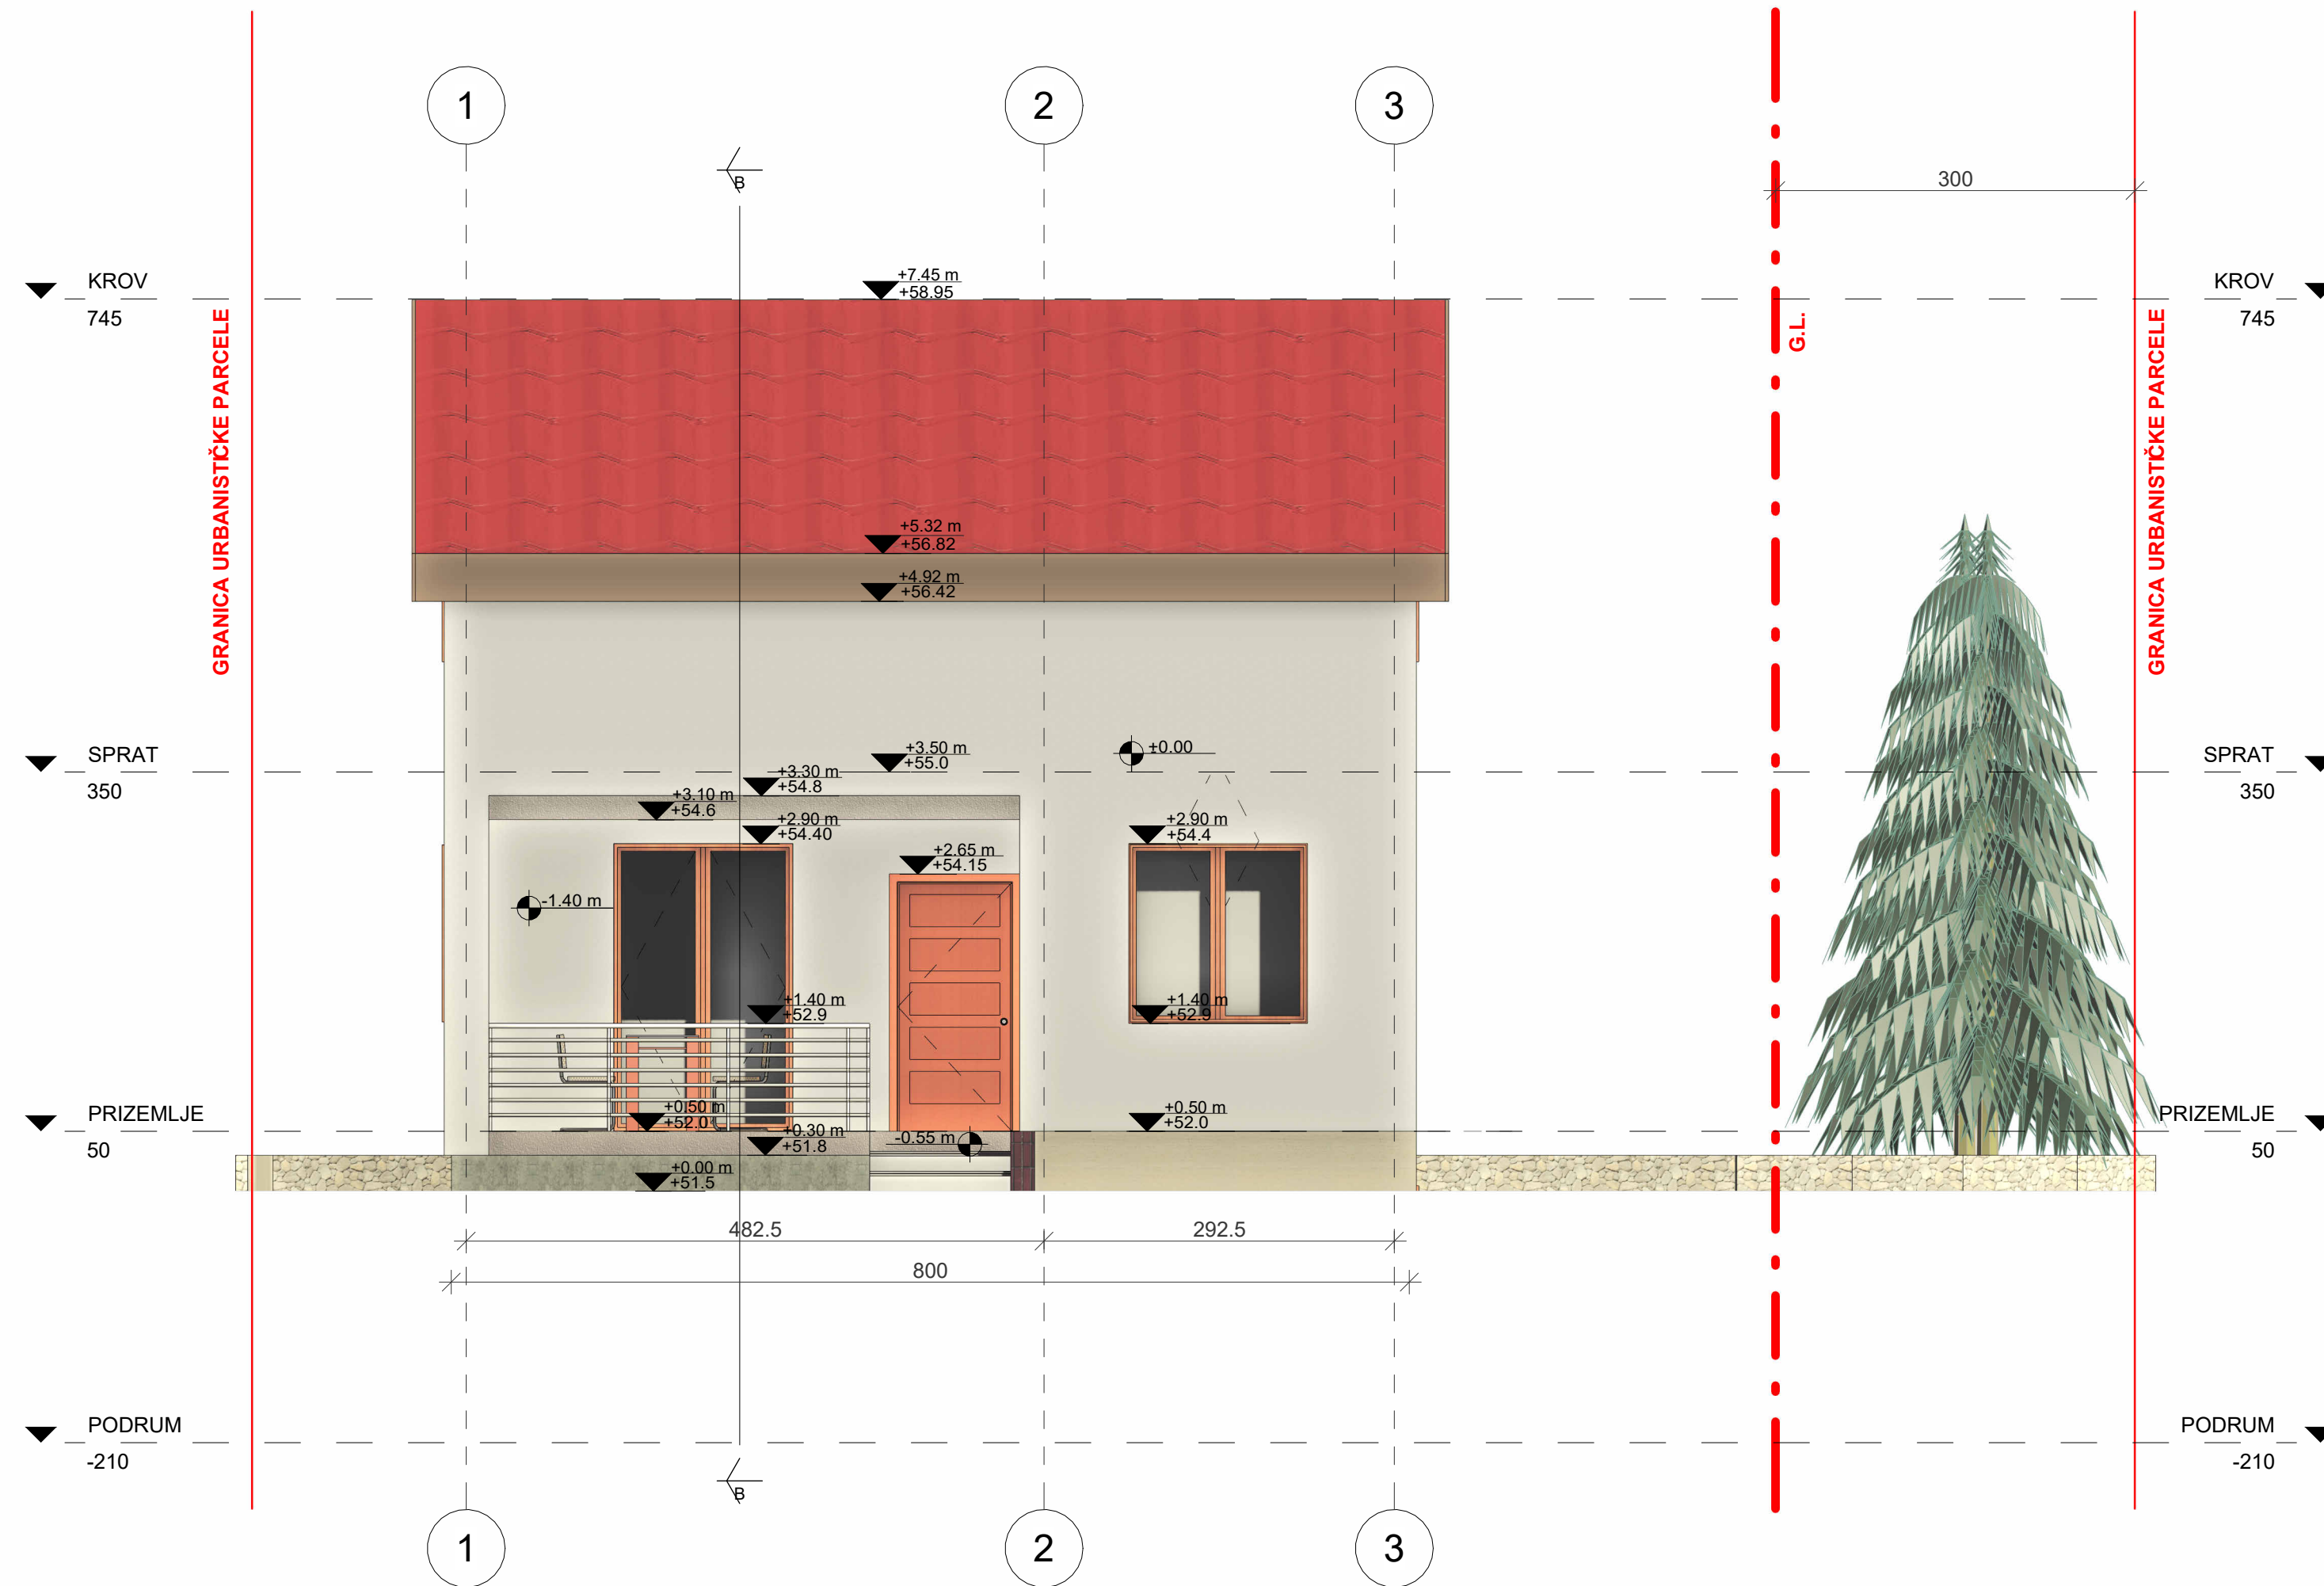 1
2
3
B
300
KROV
745
KROV
745
+7.45 m
+58.95
GRANICA URBANISTIČKE PARCELE
G.L.
GRANICA URBANISTIČKE PARCELE
+5.32 m
+56.82
+4.92 m
+56.42
SPRAT
350
SPRAT
350
+3.50 m
+55.0
±0.00
+3.30 m
+54.8
+3.10 m
+54.6
+2.90 m
+54.40
+2.90 m
+54.4
+2.65 m
+54.15
-1.40 m
+1.40 m
+52.9
+1.40 m
+52.9
PRIZEMLJE
50
PRIZEMLJE
50
+0.50 m
+52.0
+0.50 m
+52.0
+0.30 m
+51.8
-0.55 m
+0.00 m
+51.5
482.5
292.5
800
PODRUM
-210
PODRUM
-210
B
1
2
3